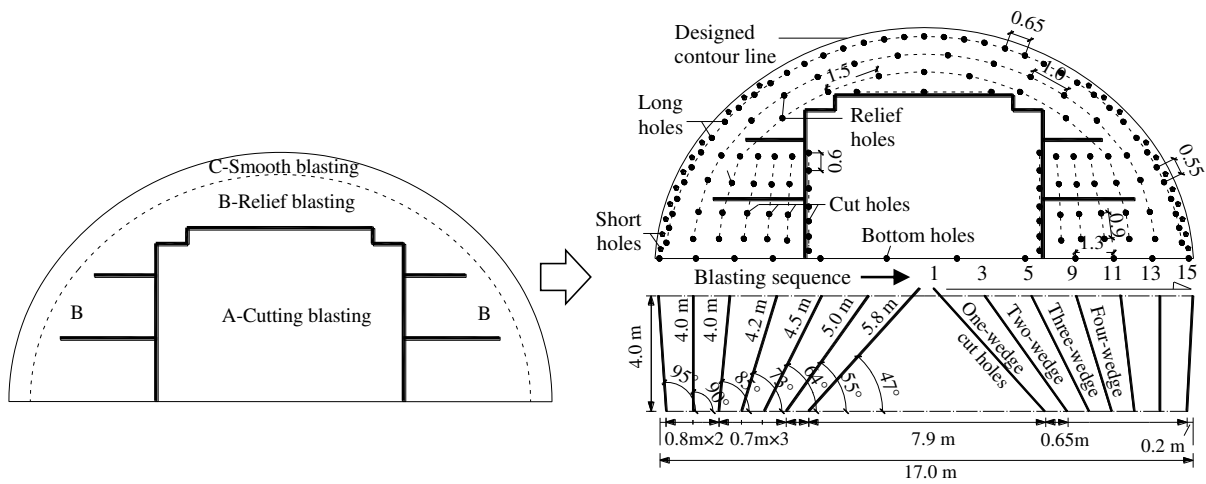 C-Smooth blasting
B-Relief blasting
B
A-Cutting blasting
B
Designed
contour line
0.65
1.5
1.0
Long
holes
Relief
holes
0.6
0.55
Cut holes
Short
holes
Bottom holes
0.9
1.3
Blasting sequence
1 3 5 9 11 13 15
4.0 m
4.0 m
4.0 m
4.2 m
4.5 m
5.0 m
5.8 m
One-wedge
cut holes
Two-wedge
Three-wedge
Four-wedge
95°
90°
73°
64°
55°
47°
0.8m×2
0.7m×3
7.9 m
0.65m
0.2 m
17.0 m